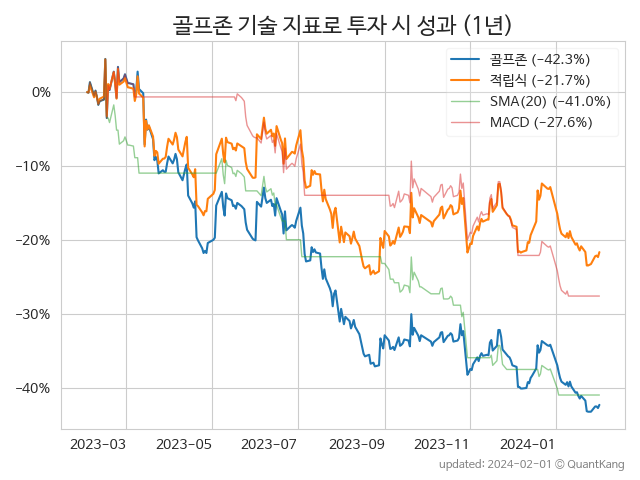 골프존 기술 지표로 투자 시 성과 (1년)
골프존 (−42.3%)
적립식 (−21.7%)
SMA(20) (−41.0%)
MACD (−27.6%)
0%
−10%
−20%
−30%
−40%
2023-03 2023-05 2023-07 2023-09 2023-11 2024-01
updated: 2024-02-01 © QuantKang